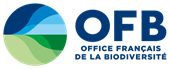 OFB
OFFICE FRANÇAIS
DE LA BIODIVERSITÉ